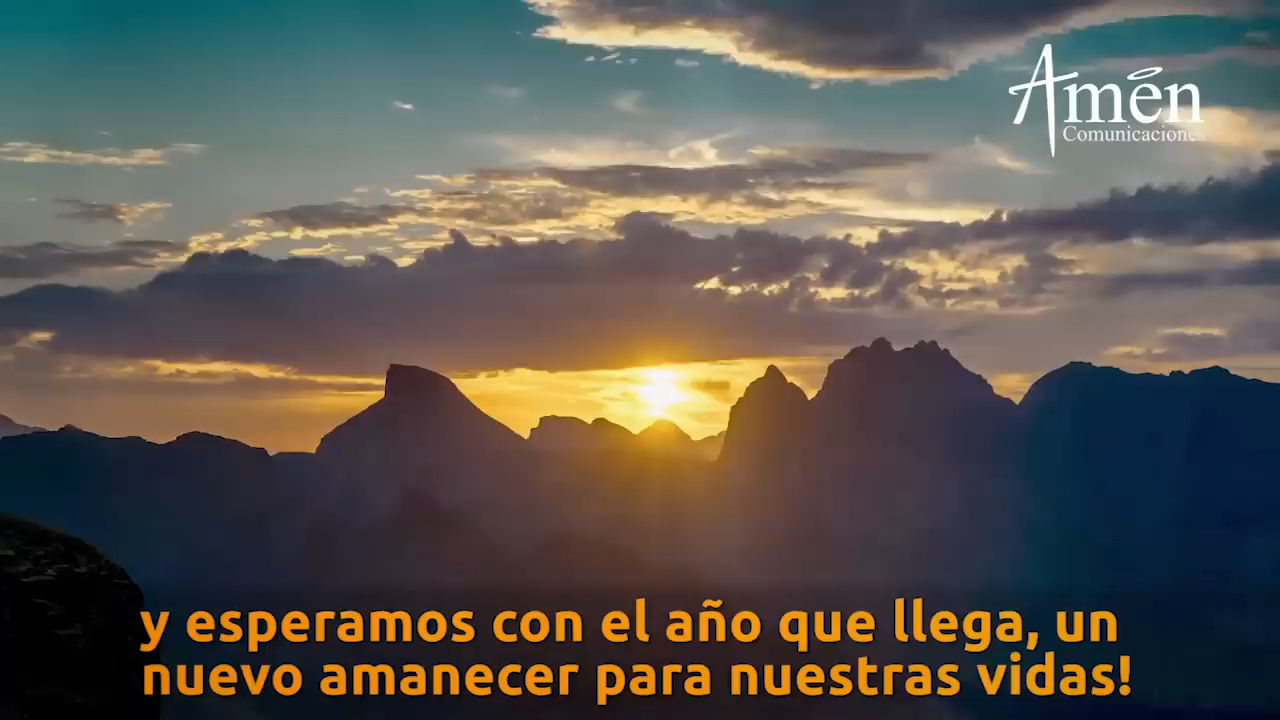 Amén
Comunicaciones
y esperamos con el año que llega, un
nuevo amanecer para nuestras vidas!